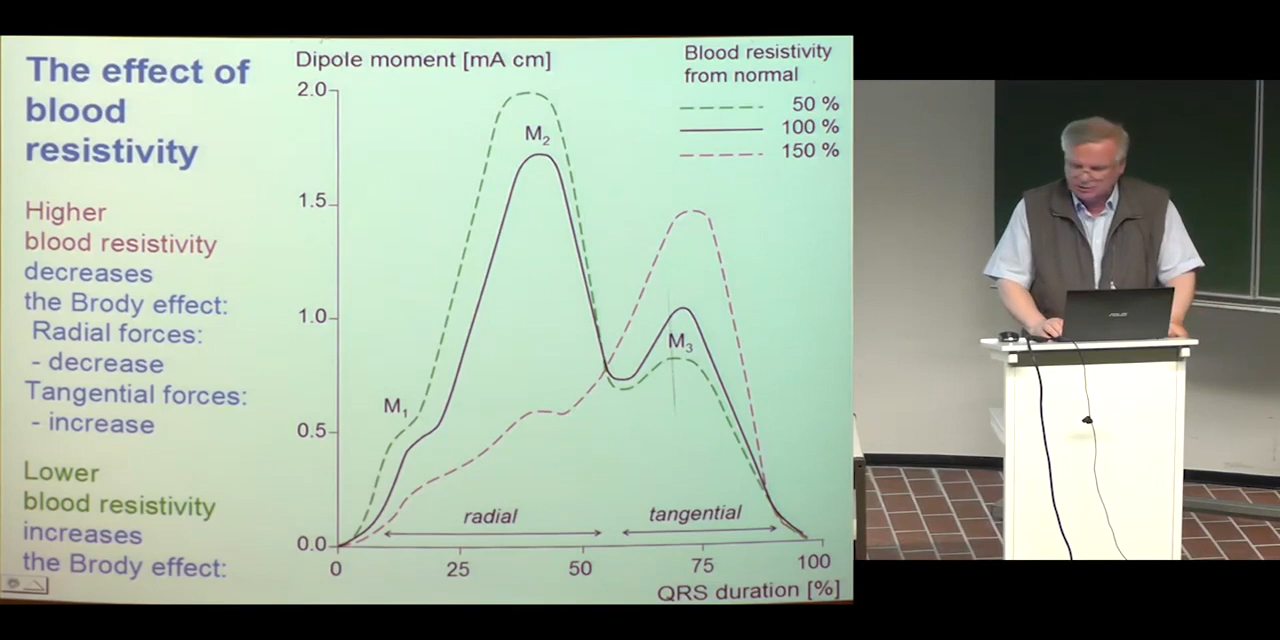 The effect of
blood
resistivity
Higher
blood resistivity
decreases
the Brody effect:
Radial forces:
- decrease
Tangential forces:
- increase
Lower
blood resistivity
increases
the Brody effect:
Dipole moment [mA cm]
Blood resistivity
from normal
50 %
100 %
150 %
2.0
1.5
1.0
0.5
0.0
M1
M2
M3
radial
tangential
0
25
50
75
100
QRS duration [%]
ASUS